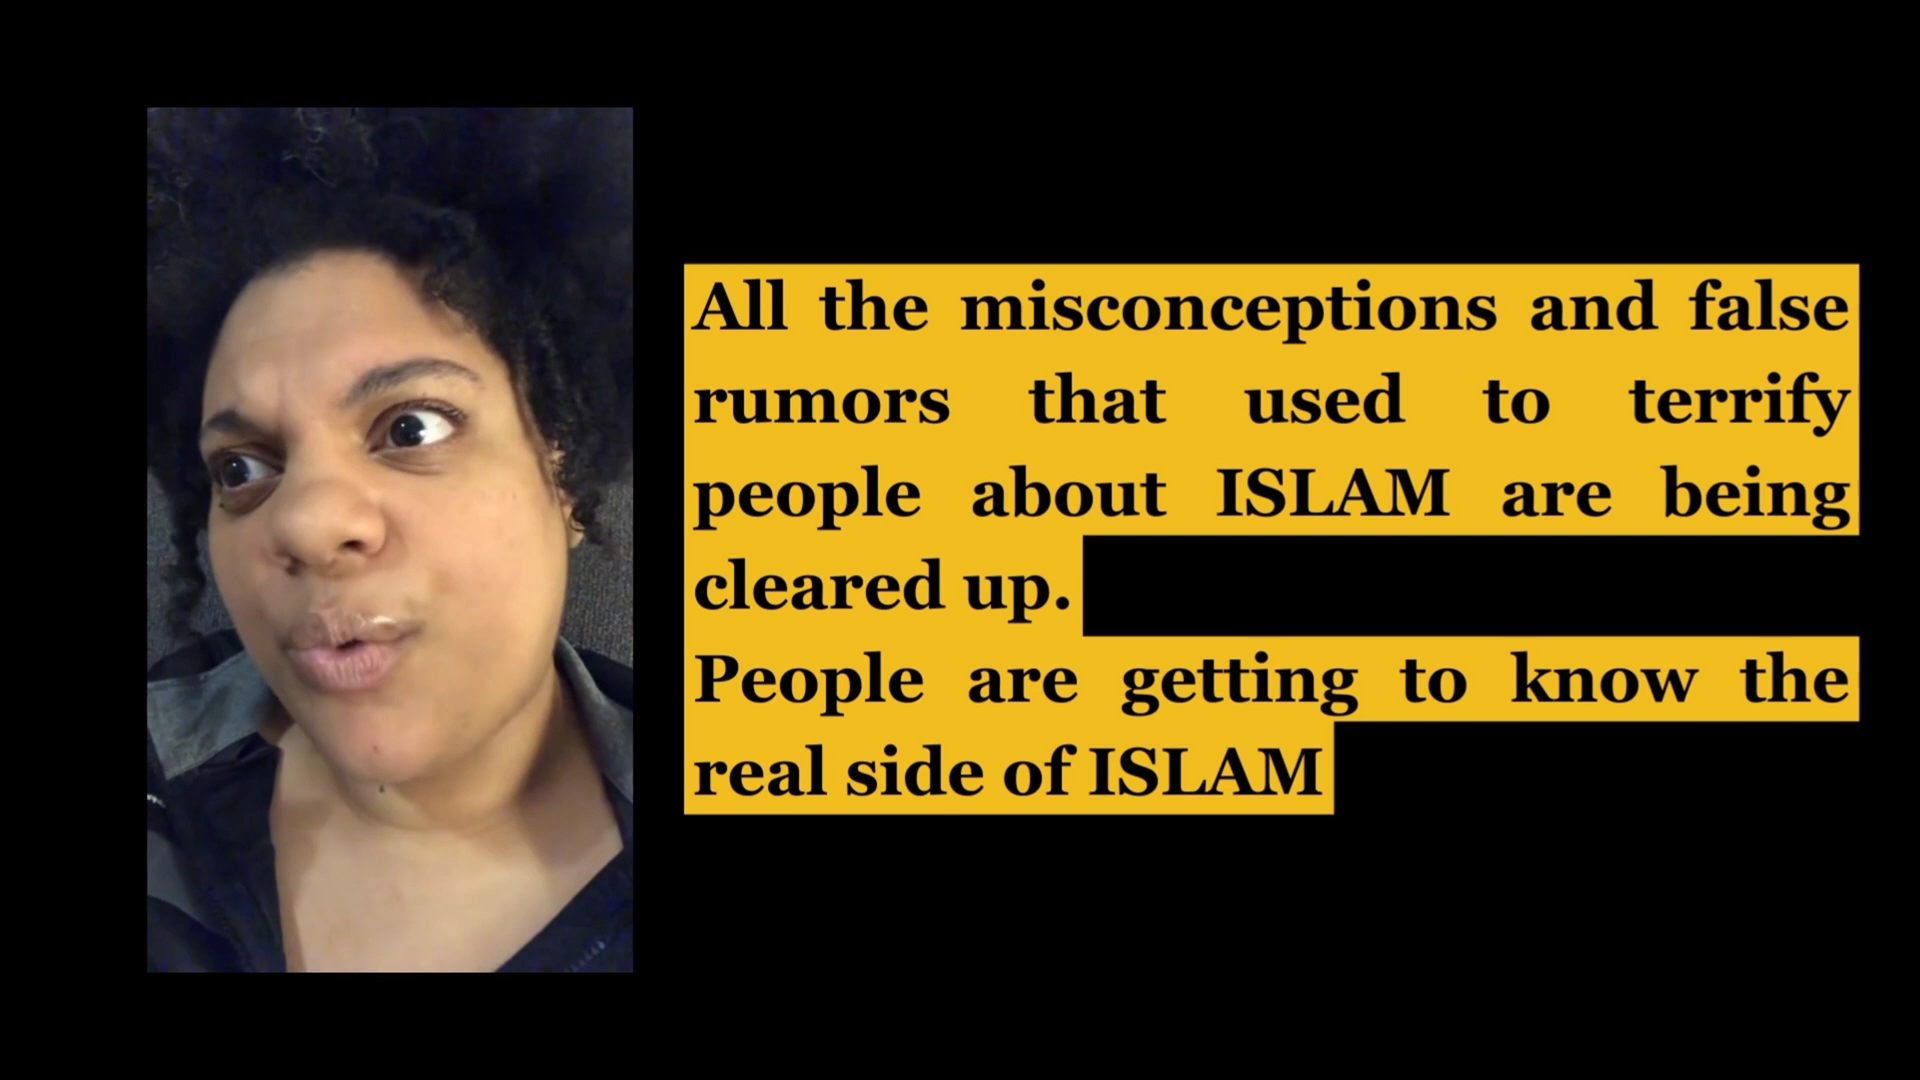 All the misconceptions and false
rumors that used to terrify
people about ISLAM are being
cleared up.
People are getting to know the
real side of ISLAM